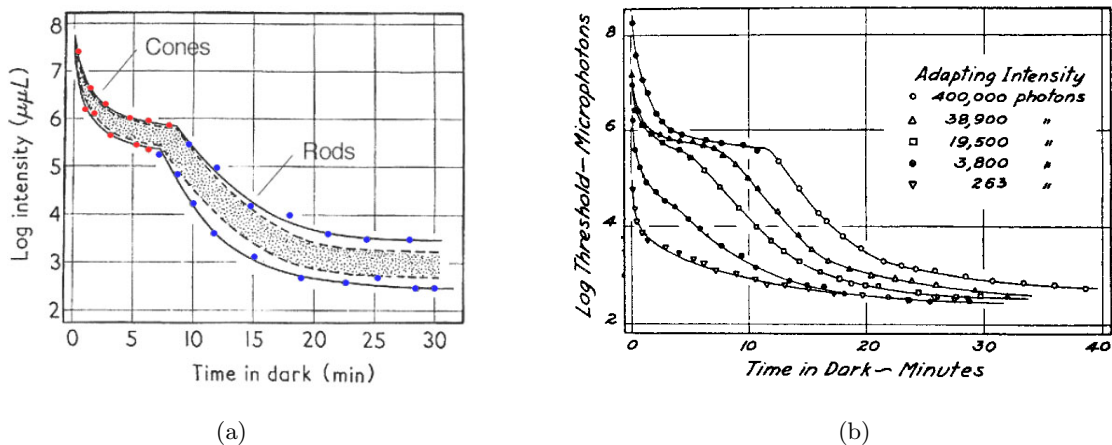 8
7
6
5
4
3
2
Log intensity (μμL)
Cones
Rods
0 5 10 15 20 25 30
Time in dark (min)
(a)
8
6
4
2
Log Threshold—Microphotons
Adapting Intensity
○ 400,000 photons
△ 38,900 "
□ 19,500 "
● 3,800 "
▽ 263 "
0 10 20 30 40
Time in Dark—Minutes
(b)